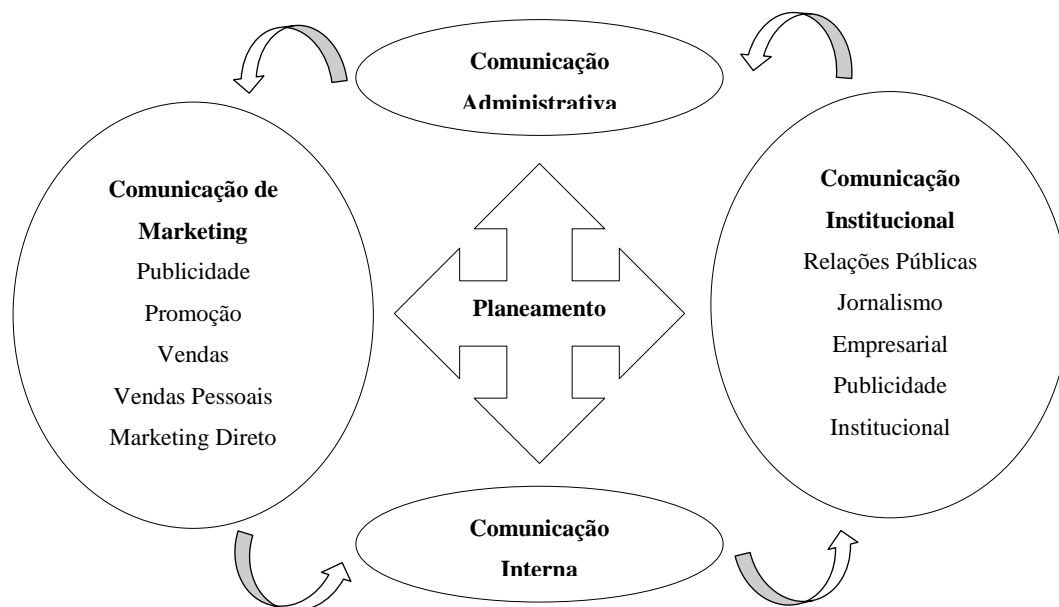 Comunicação
Administrativa
Comunicação de
Marketing
Publicidade
Promoção
Vendas
Vendas Pessoais
Marketing Direto
Planeamento
Comunicação
Institucional
Relações Públicas
Jornalismo
Empresarial
Publicidade
Institucional
Comunicação
Interna